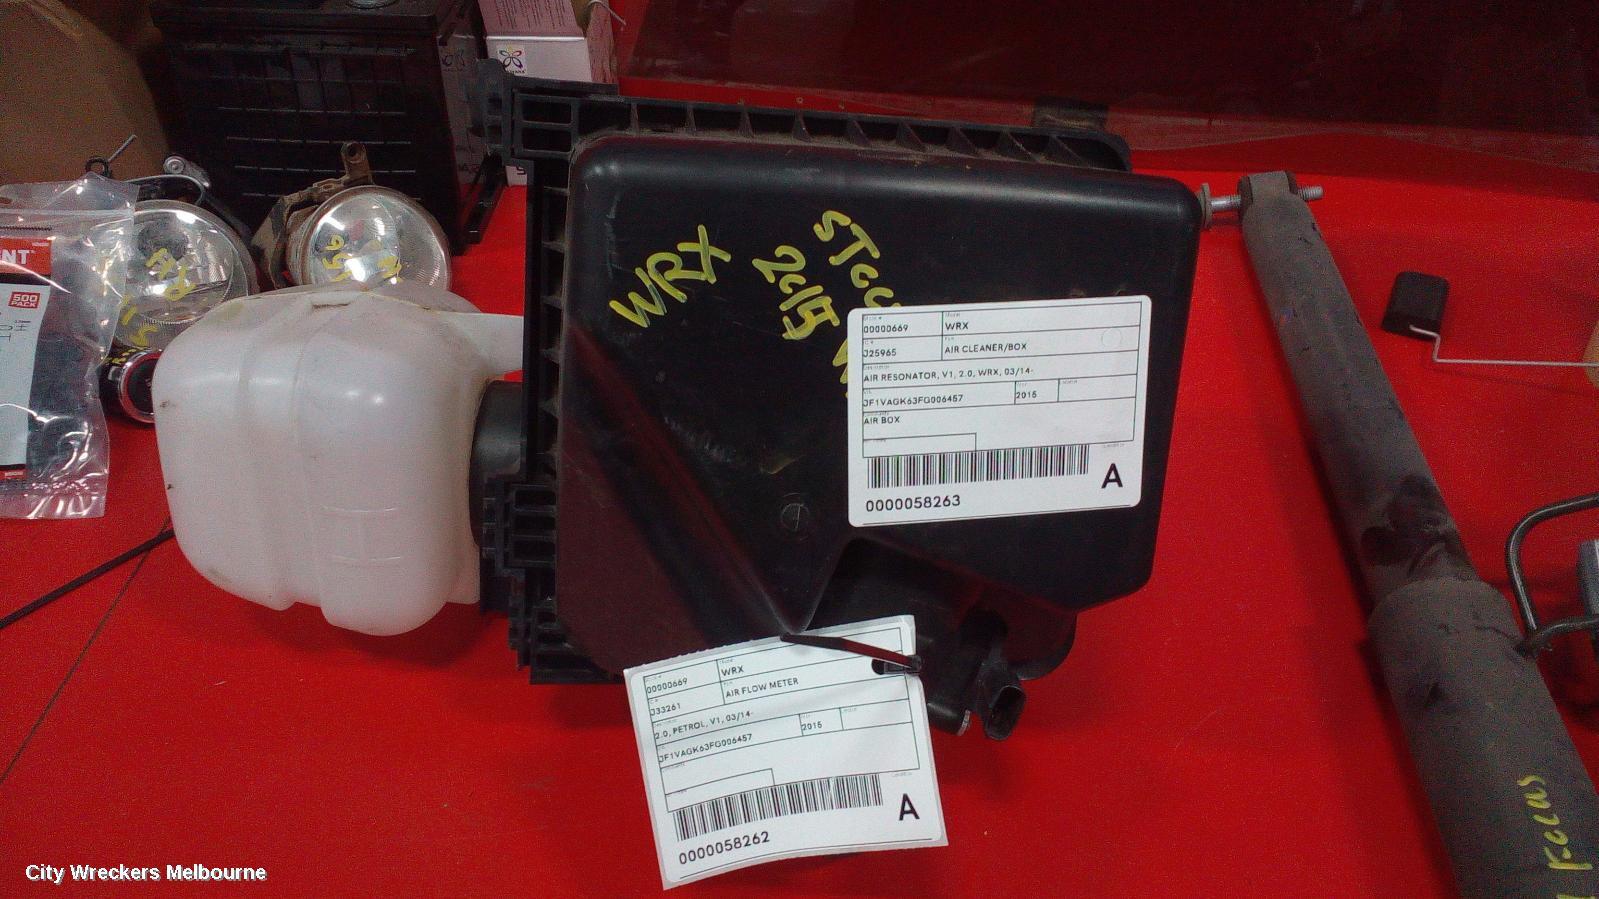 WRX
2015
00000669
WRX
J25965
AIR CLEANER/BOX
AIR RESONATOR, V1, 2.0, WRX, 03/14-
JF1VAGK63FG006457
2015
AIR BOX
A
0000058263
00000669
WRX
J33261
AIR FLOW METER
2.0, PETROL, V1, 03/14-
JF1VAGK63FG006457
2015
A
0000058262
500
PACK
City Wreckers Melbourne